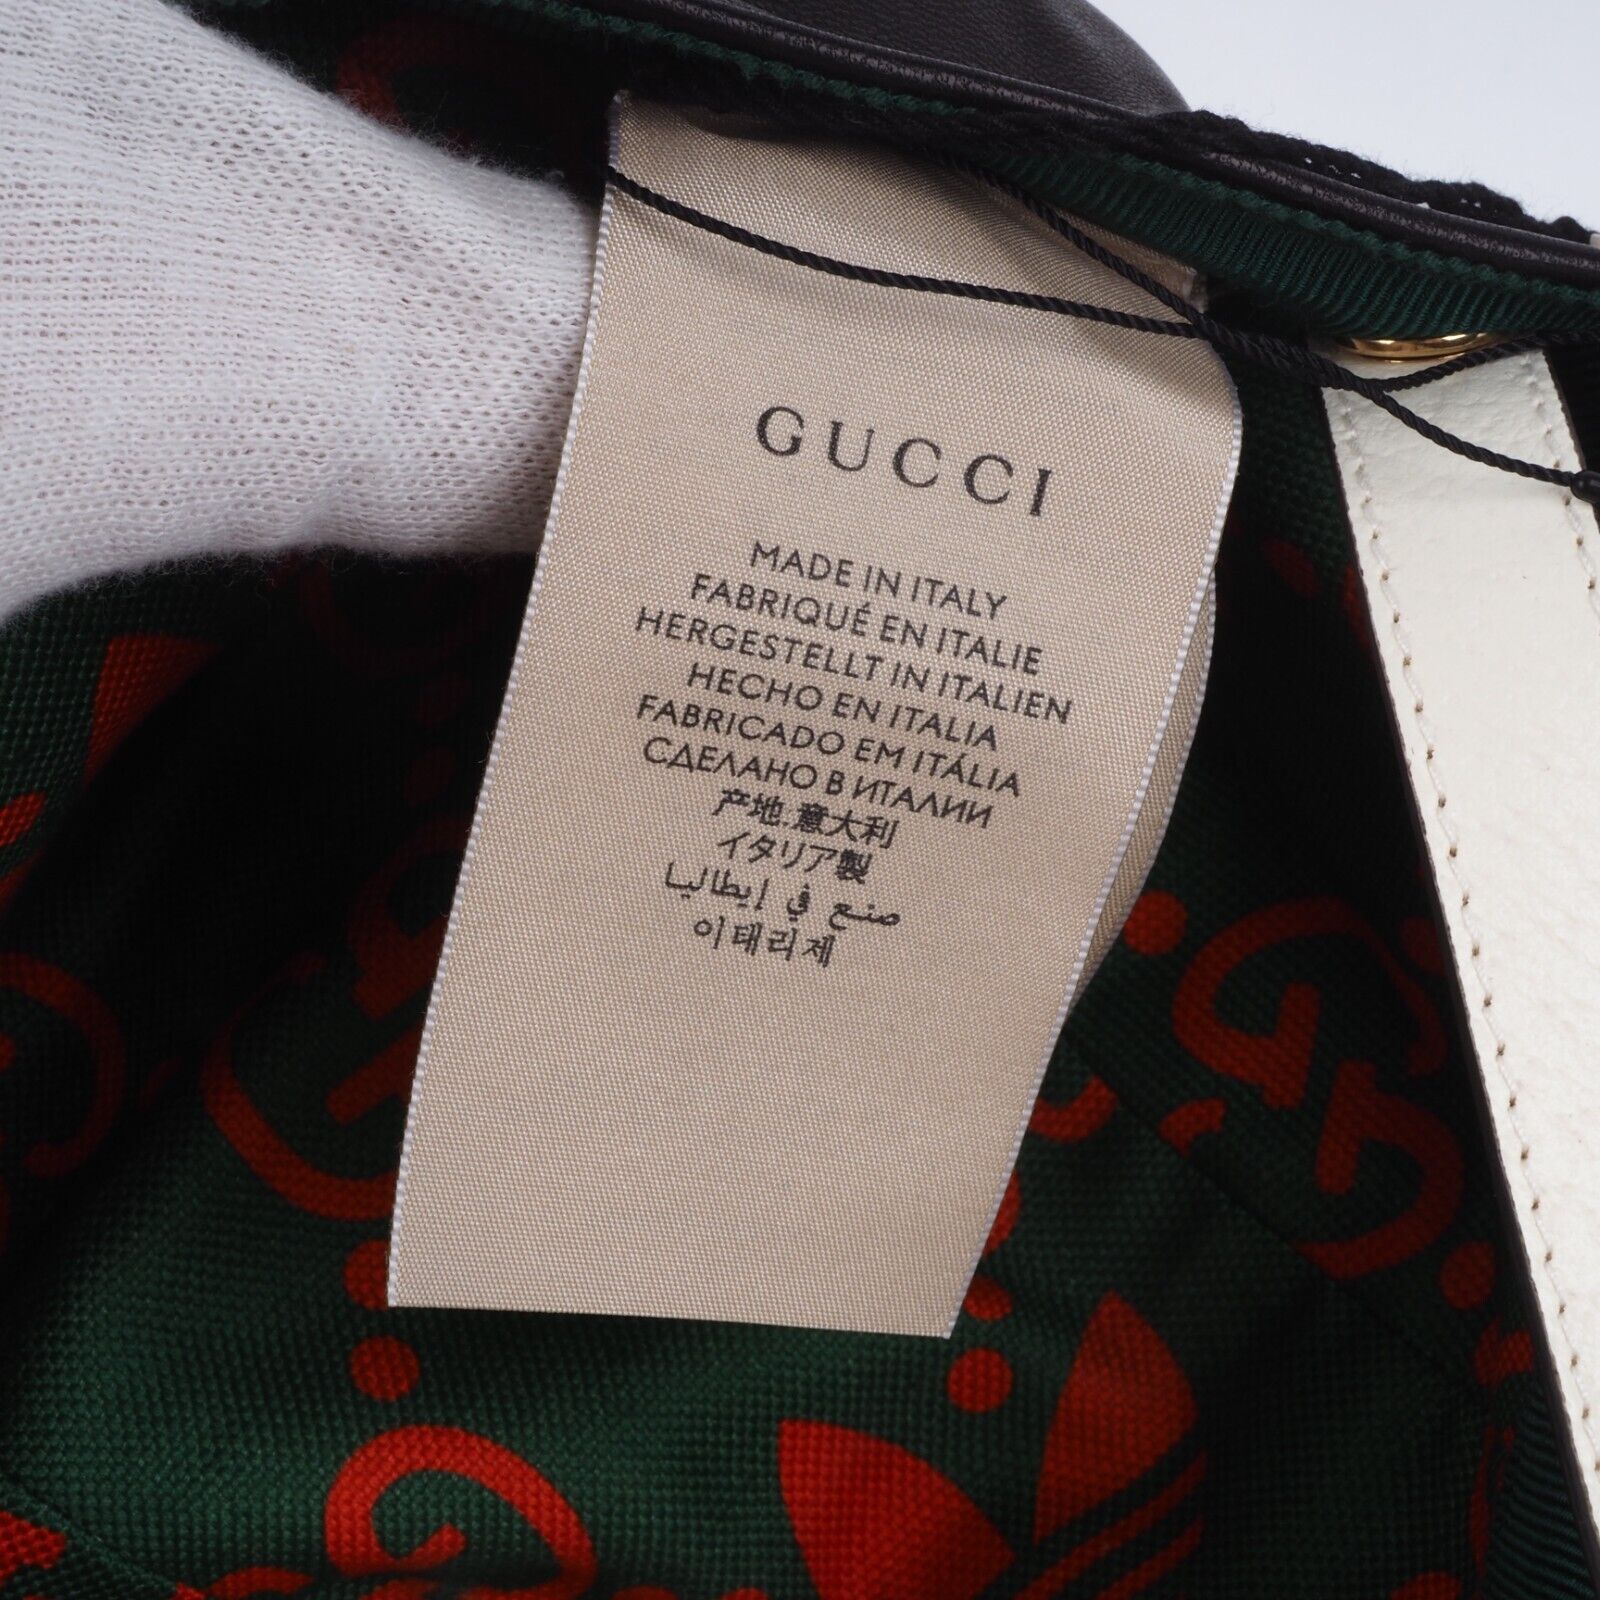 GUCCI
MADE IN ITALY
FABRIQUÉ EN ITALIE
HERGESTELLT IN ITALIEN
HECHO EN ITALIA
FABRICADO EM ITÁLIA
СДЕЛАНО В ИТАЛИИ
产地.意大利
イタリア製
صنع في إيطاليا
이태리제